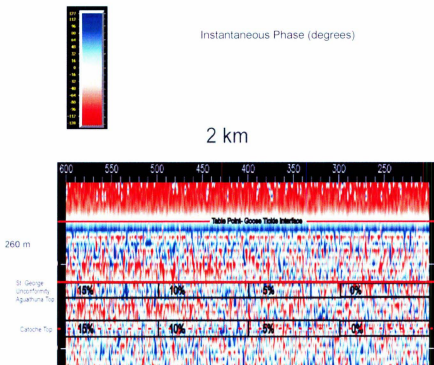 Instantaneous Phase (degrees)
2 km
600 550 500 450 400 350 300 250
Table Point- Goose Tickle Interface
260 m
St. George
Unconformity
Aguathuna Top
15% 10% 5% 0%
Catoche Top
15% 10% 5% 0%